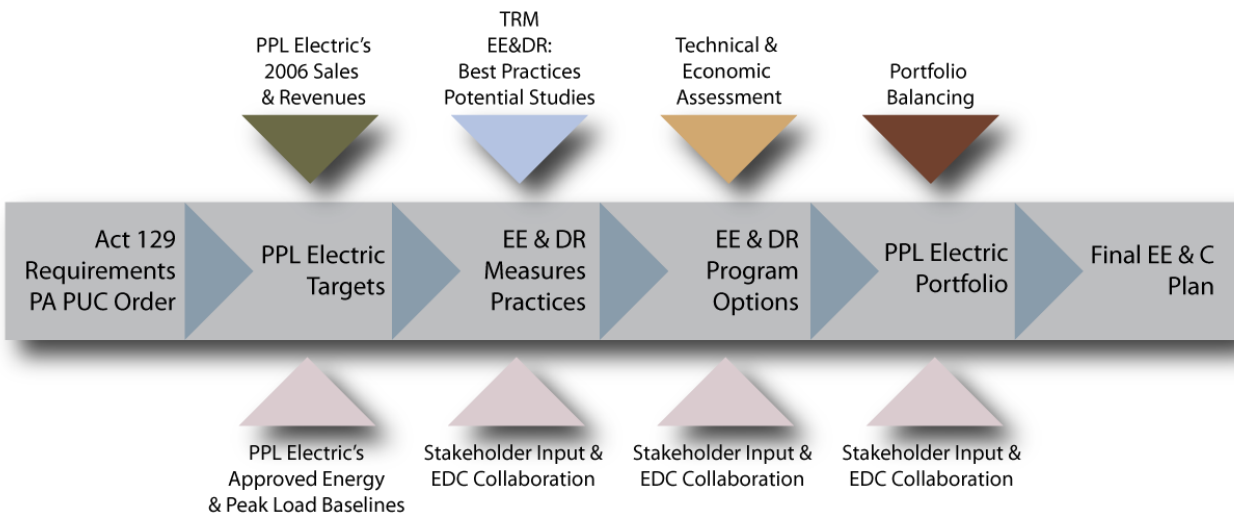 PPL Electric's
2006 Sales
& Revenues
TRM
EE&DR:
Best Practices
Potential Studies
Technical &
Economic
Assessment
Portfolio
Balancing
Act 129
Requirements
PA PUC Order
PPL Electric
Targets
EE & DR
Measures
Practices
EE & DR
Program
Options
PPL Electric
Portfolio
Final EE & C
Plan
PPL Electric's
Approved Energy
& Peak Load Baselines
Stakeholder Input &
EDC Collaboration
Stakeholder Input &
EDC Collaboration
Stakeholder Input &
EDC Collaboration